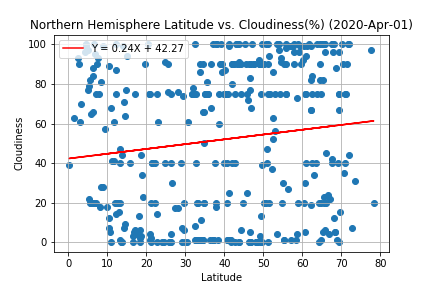 Northern Hemisphere Latitude vs. Cloudiness(%) (2020-Apr-01)
Y = 0.24X + 42.27
Cloudiness
100
80
60
40
20
0
0 10 20 30 40 50 60 70 80
Latitude